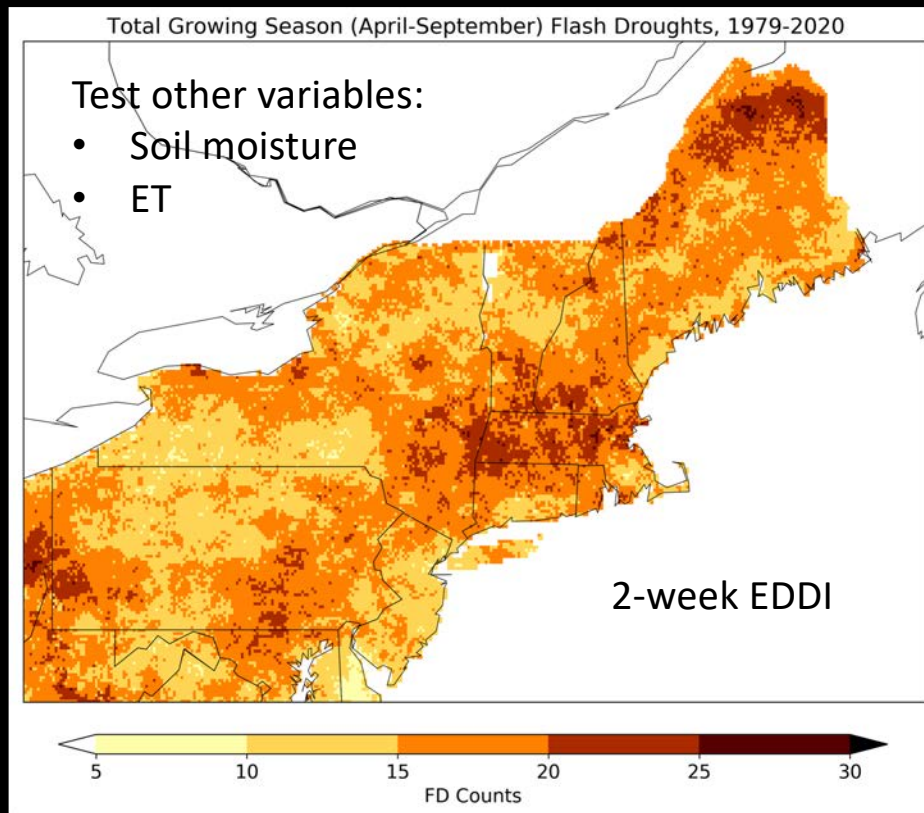 Total Growing Season (April-September) Flash Droughts, 1979-2020
Test other variables:
• Soil moisture
• ET
2-week EDDI
5 10 15 20 25 30
FD Counts